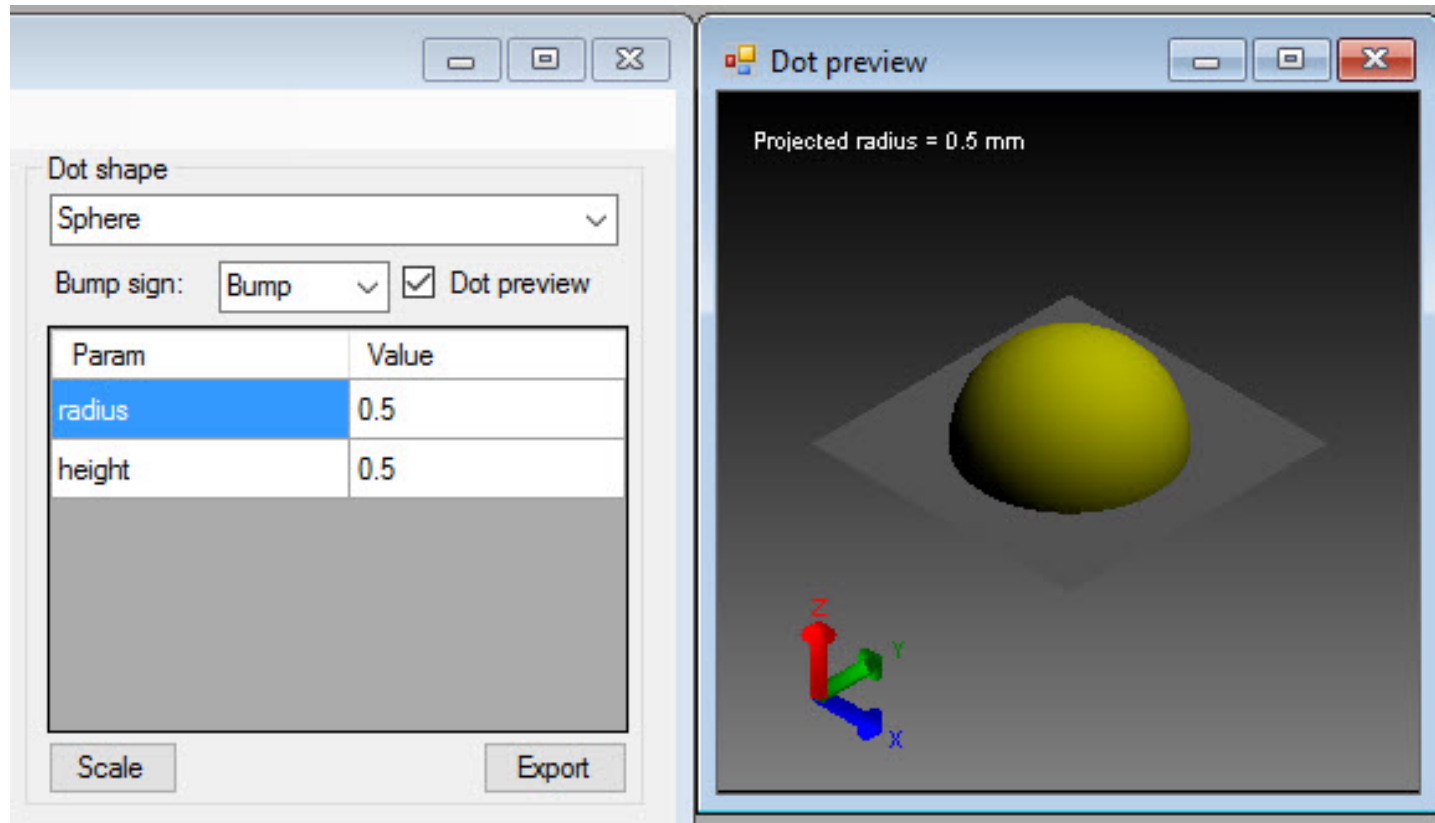 Dot preview
Projected radius = 0.5 mm
Dot shape
Sphere
Bump sign: Bump Dot preview
Param Value
radius 0.5
height 0.5
Z
Y
X
Scale Export